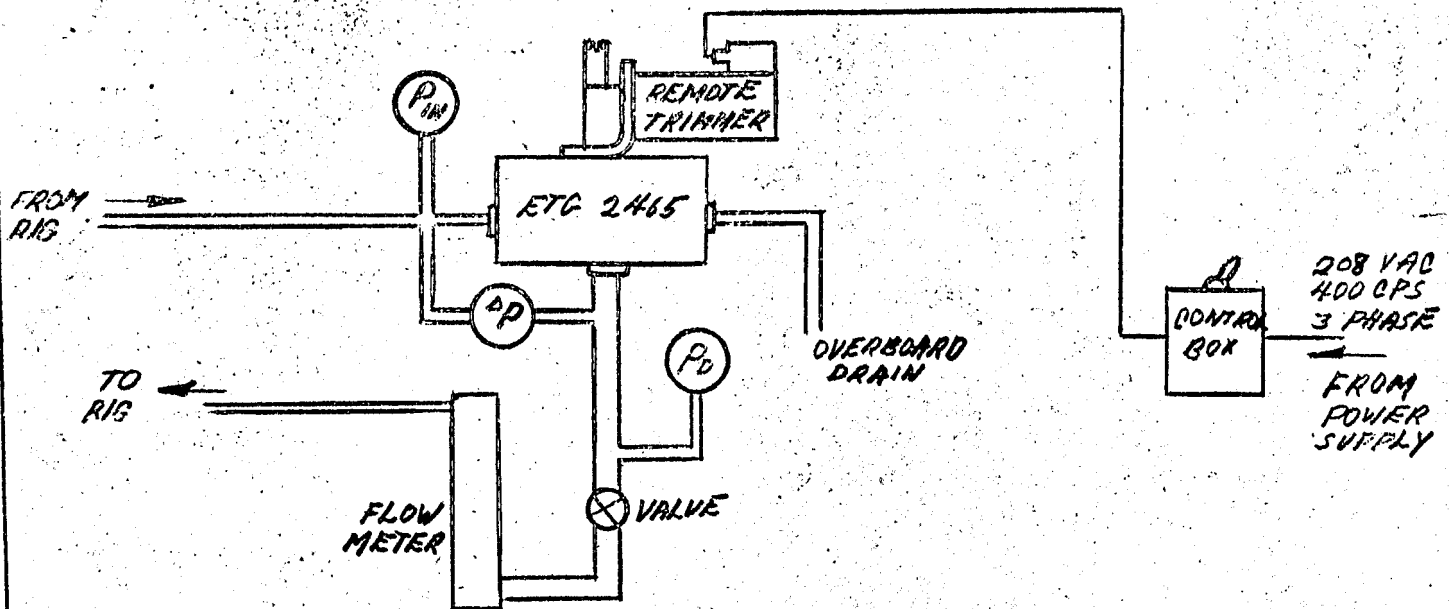 P IN
REMOTE
TRIMMER
FROM
RIG
ETG 2465
ΔP
P D
OVERBOARD
DRAIN
208 VAC
400 CPS
3 PHASE
CONTROL
BOX
FROM
POWER
SUPPLY
TO
RIG
FLOW
METER
VALVE